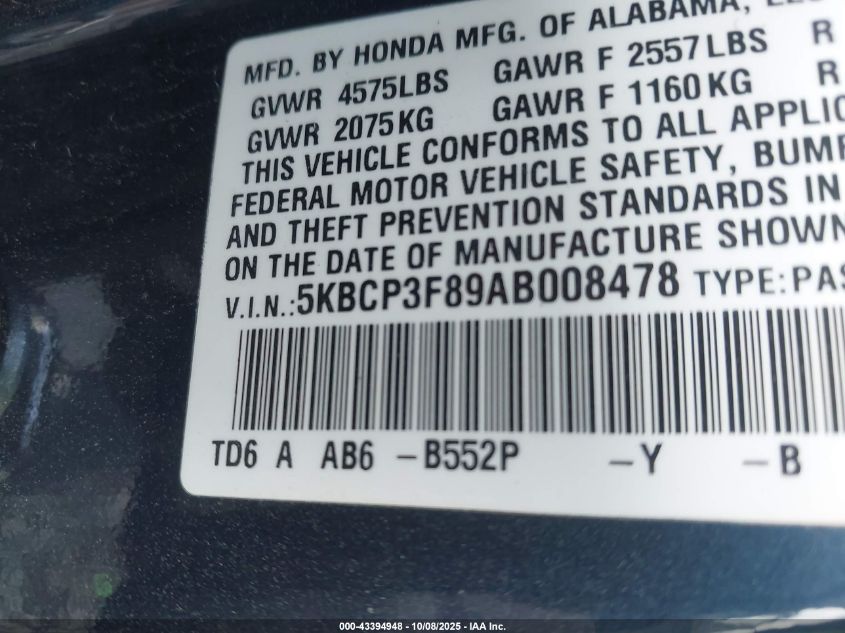 MFD. BY HONDA MFG. OF ALABAMA,
GVWR 4575LBS GAWR F 2557LBS R
GVWR 2075KG GAWR F 1160KG R
THIS VEHICLE CONFORMS TO ALL
FEDERAL MOTOR VEHICLE SAFETY,
AND THEFT PREVENTION STANDARDS IN
ON THE DATE OF MANUFACTURE SHOWN
V.I.N.:5KBCP3F89AB008478 TYPE:PAS
TD6 A AB6 -B552P -Y -B
000-43394948 - 10/08/2025 - IAA Inc.